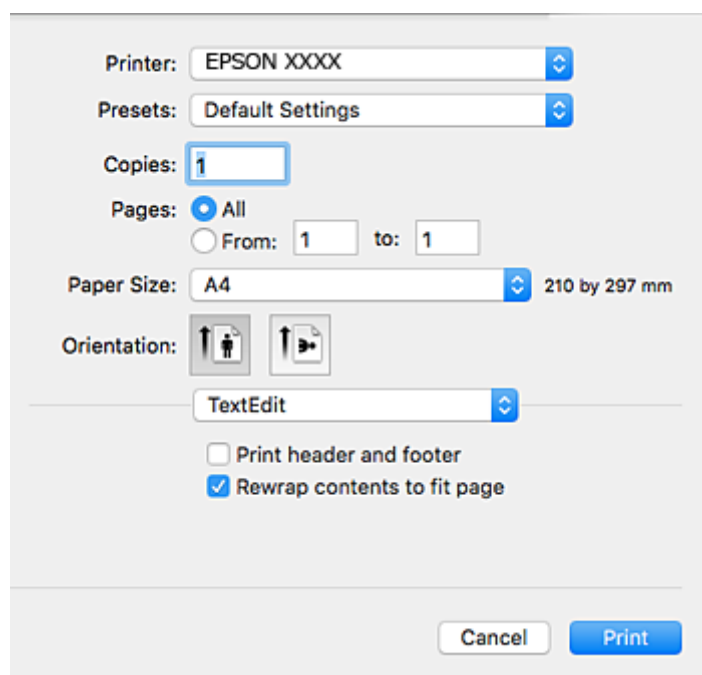 Printer: EPSON XXXX
Presets: Default Settings
Copies: 1
Pages: All
From: 1 to: 1
Paper Size: A4 210 by 297 mm
Orientation:
TextEdit
Print header and footer
Rewrap contents to fit page
Cancel Print